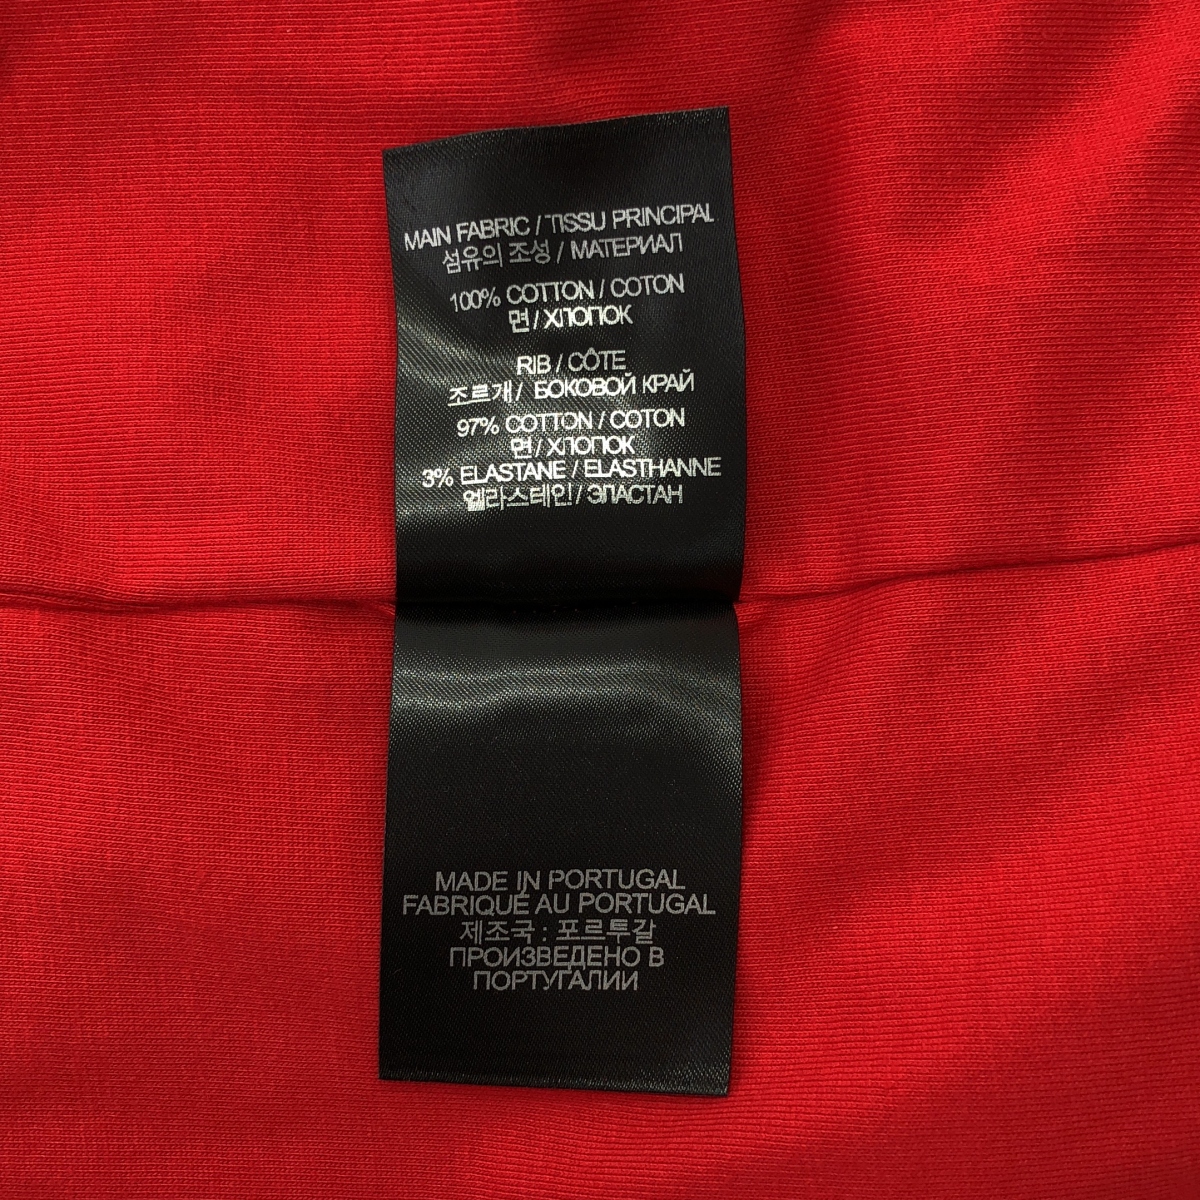 MAIN FABRIC / TISSU PRINCIPAL
섬유의 조성 / МАТЕРИАЛ
100% COTTON / COTON
면 / ХЛОПОК
RIB / CÔTE
조르개 / БОКОВОЙ КРАЙ
97% COTTON / COTON
면 / ХЛОПОК
3% ELASTANE / ELASTHANNE
엘라스테인 / ЭЛАСТАН
MADE IN PORTUGAL
FABRIQUÉ AU PORTUGAL
제조국 : 포르투갈
ПРОИЗВЕДЕНО В
ПОРТУГАЛИИ